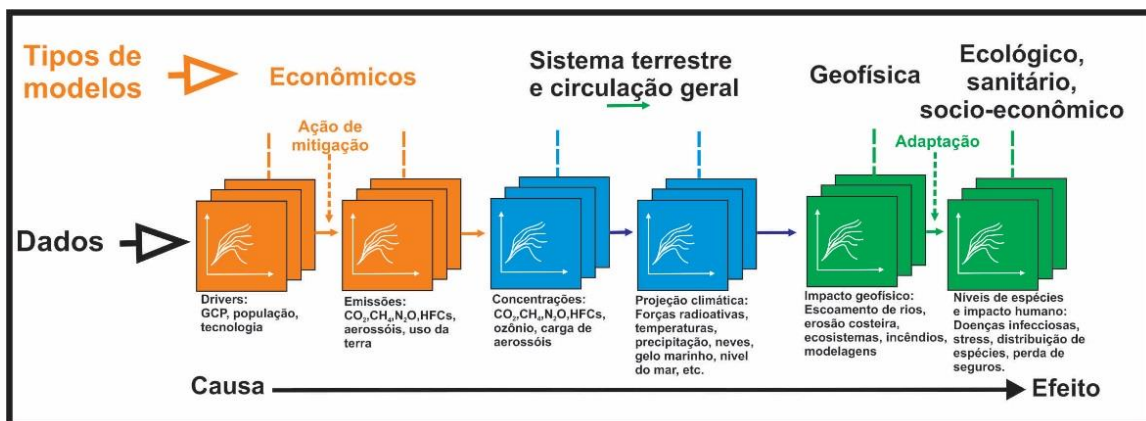 Tipos de
modelos
Econômicos
Sistema terrestre
e circulação geral
Geofísica
Ecológico,
sanitário,
socio-econômico
Ação de
mitigação
Adaptação
Dados
Drivers:
GCP, população,
tecnologia
Emissões:
CO₂,CH₄,N₂O,HFCs,
aerossóis, uso da
terra
Concentrações:
CO₂,CH₄,N₂O,HFCs,
ozônio, carga de
aerossóis
Projeção climática:
Forças radioativas,
temperaturas,
precipitação, neves,
gelo marinho, nivel
do mar, etc.
Impacto geofísico:
Escoamento de rios,
erosão costeira,
ecosistemas, incêndios,
modelagens
Níveis de espécies
e impacto humano:
Doenças infecciosas,
stress, distribuição de
espécies, perda de
seguros.
Causa
Efeito